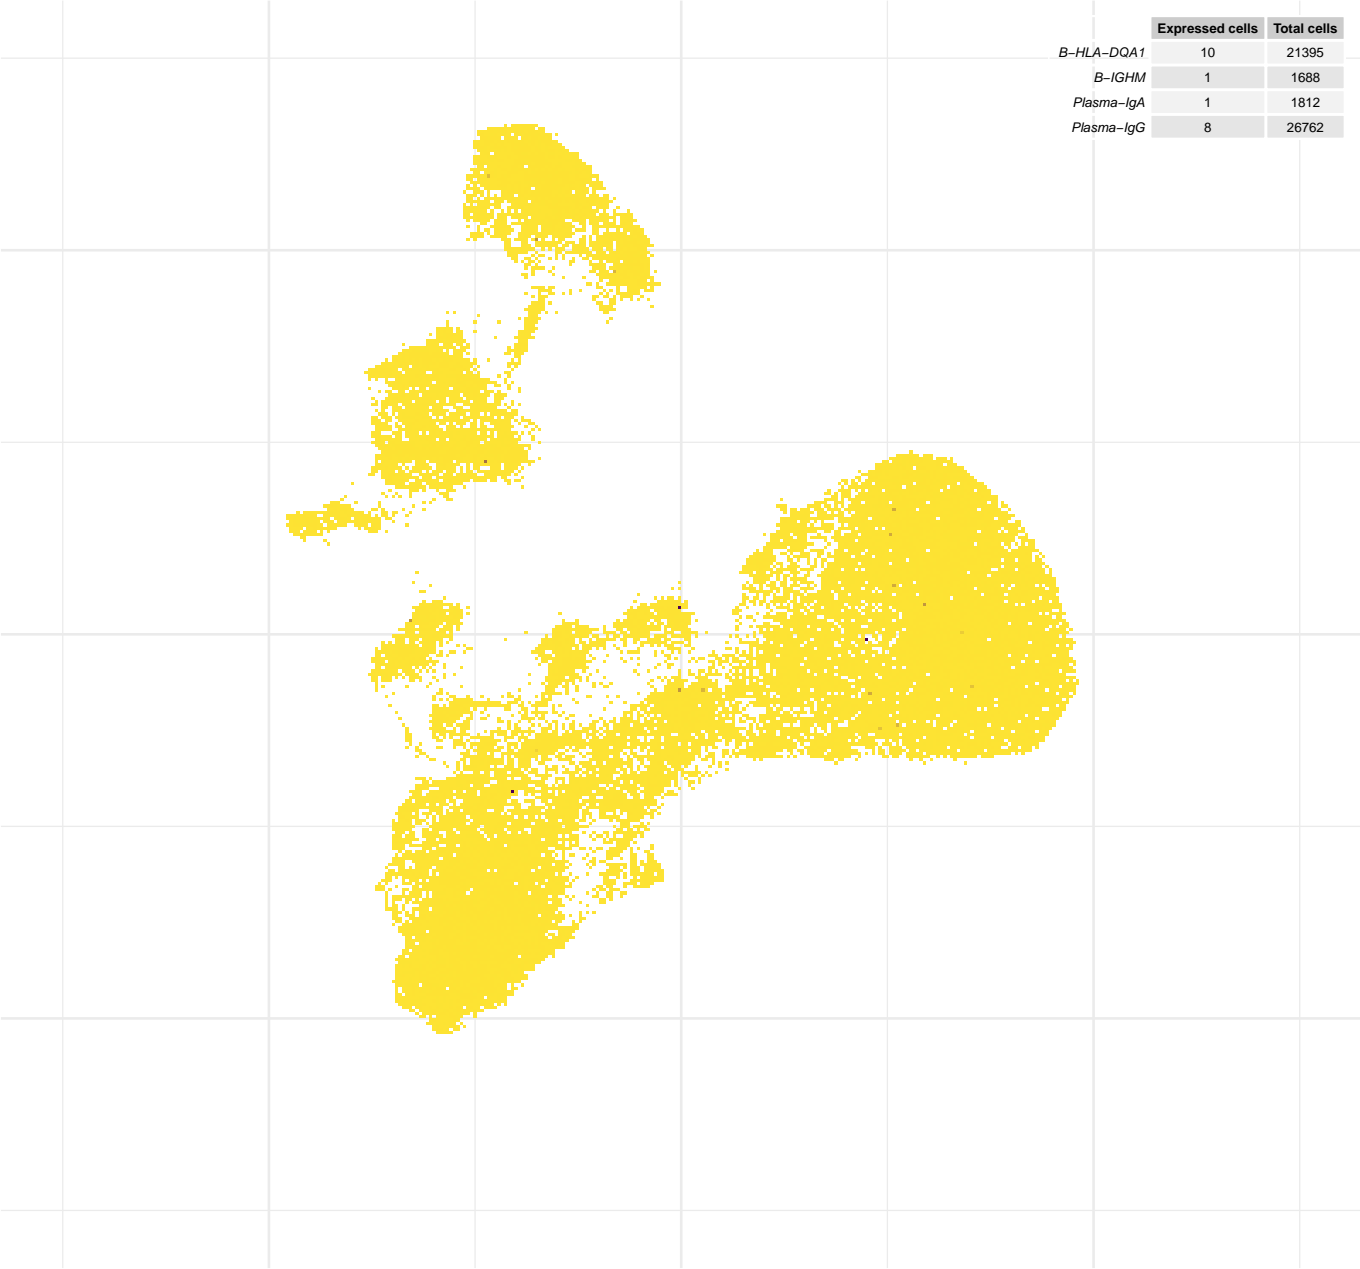 Expressed cells Total cells
B−HLA−DQA1 10 21395
B−IGHM 1 1688
Plasma−IgA 1 1812
Plasma−IgG 8 26762